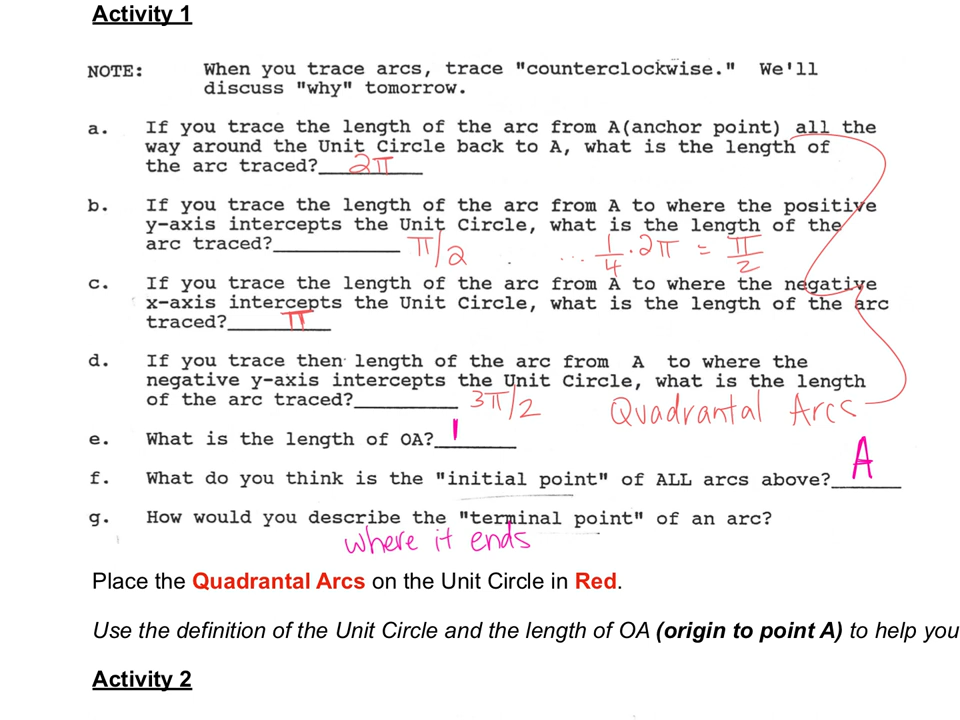 Activity 1
NOTE: When you trace arcs, trace "counterclockwise." We'll
discuss "why" tomorrow.
a. If you trace the length of the arc from A(anchor point) all the
way around the Unit Circle back to A, what is the length of
the arc traced? 2π
b. If you trace the length of the arc from A to where the positive
y-axis intercepts the Unit Circle, what is the length of the
arc traced?__________ π/2 ... 1/4 · 2π = π/2
c. If you trace the length of the arc from A to where the negative
x-axis intercepts the Unit Circle, what is the length of the arc
traced? π
d. If you trace then length of the arc from A to where the
negative y-axis intercepts the Unit Circle, what is the length
of the arc traced?________ 3π/2 Quadrantal Arcs
e. What is the length of OA? 1
f. What do you think is the "initial point" of ALL arcs above? A
g. How would you describe the "terminal point" of an arc?
where it ends
Place the Quadrantal Arcs on the Unit Circle in Red.
Use the definition of the Unit Circle and the length of OA (origin to point A) to help you
Activity 2